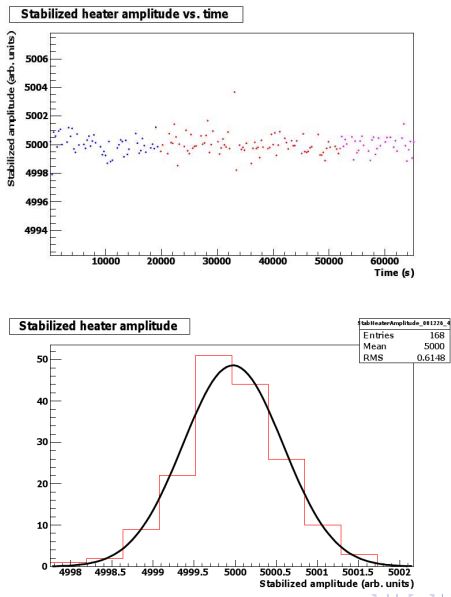 Stabilized heater amplitude vs. time
Stabilized amplitude (arb. units)
5006
5004
5002
5000
4998
4996
4994
10000 20000 30000 40000 50000 60000
Time (s)
Stabilized heater amplitude
StabHeaterAmplitude_001226_4
Entries 168
Mean 5000
RMS 0.6148
50
40
30
20
10
0
4998 4998.5 4999 4999.5 5000 5000.5 5001 5001.5 5002
Stabilized amplitude (arb. units)